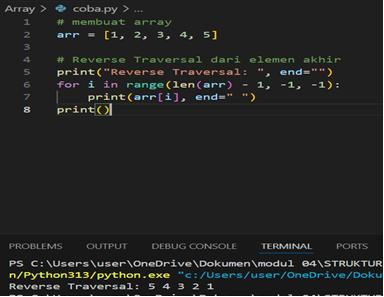 Array > coba.py > ...
1 # membuat array
2 arr = [1, 2, 3, 4, 5]
3
4 # Reverse Traversal dari elemen akhir
5 print("Reverse Traversal: ", end="")
6 for i in range(len(arr) - 1, -1, -1):
7     print(arr[i], end=" ")
8 print()
PROBLEMS OUTPUT DEBUG CONSOLE TERMINAL PORTS
PS C:\Users\user\OneDrive\Dokumen\modul 04\STRUKTUR
n/Python313/python.exe "c:/Users/user/OneDrive/Doku
Reverse Traversal: 5 4 3 2 1